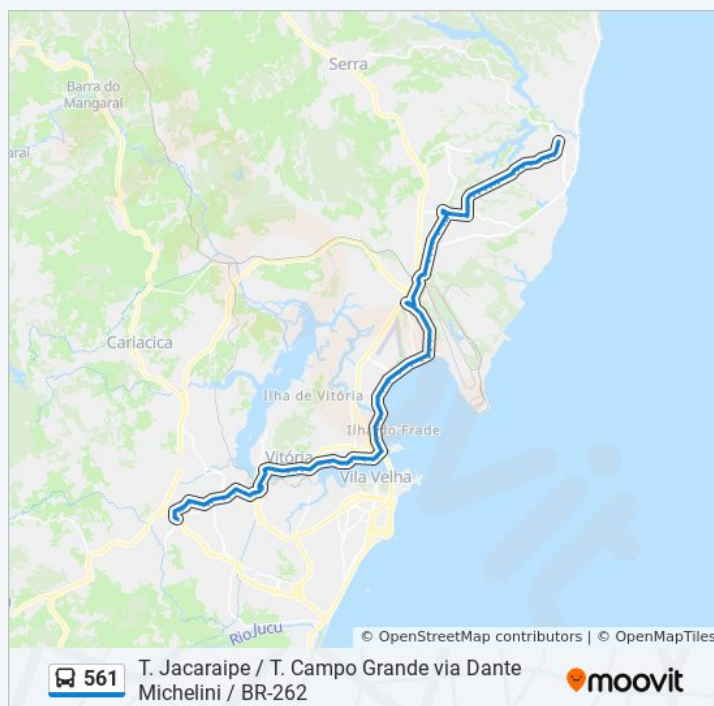 Serra
Barra do
Mangaraí
araí
Cariacica
Ilha de Vitória
Ilha do Frade
Vitória
Vila Velha
Rio Jucu
© OpenStreetMap contributors | © OpenMapTiles
561
T. Jacaraipe / T. Campo Grande via Dante
Michelini / BR-262
moovit